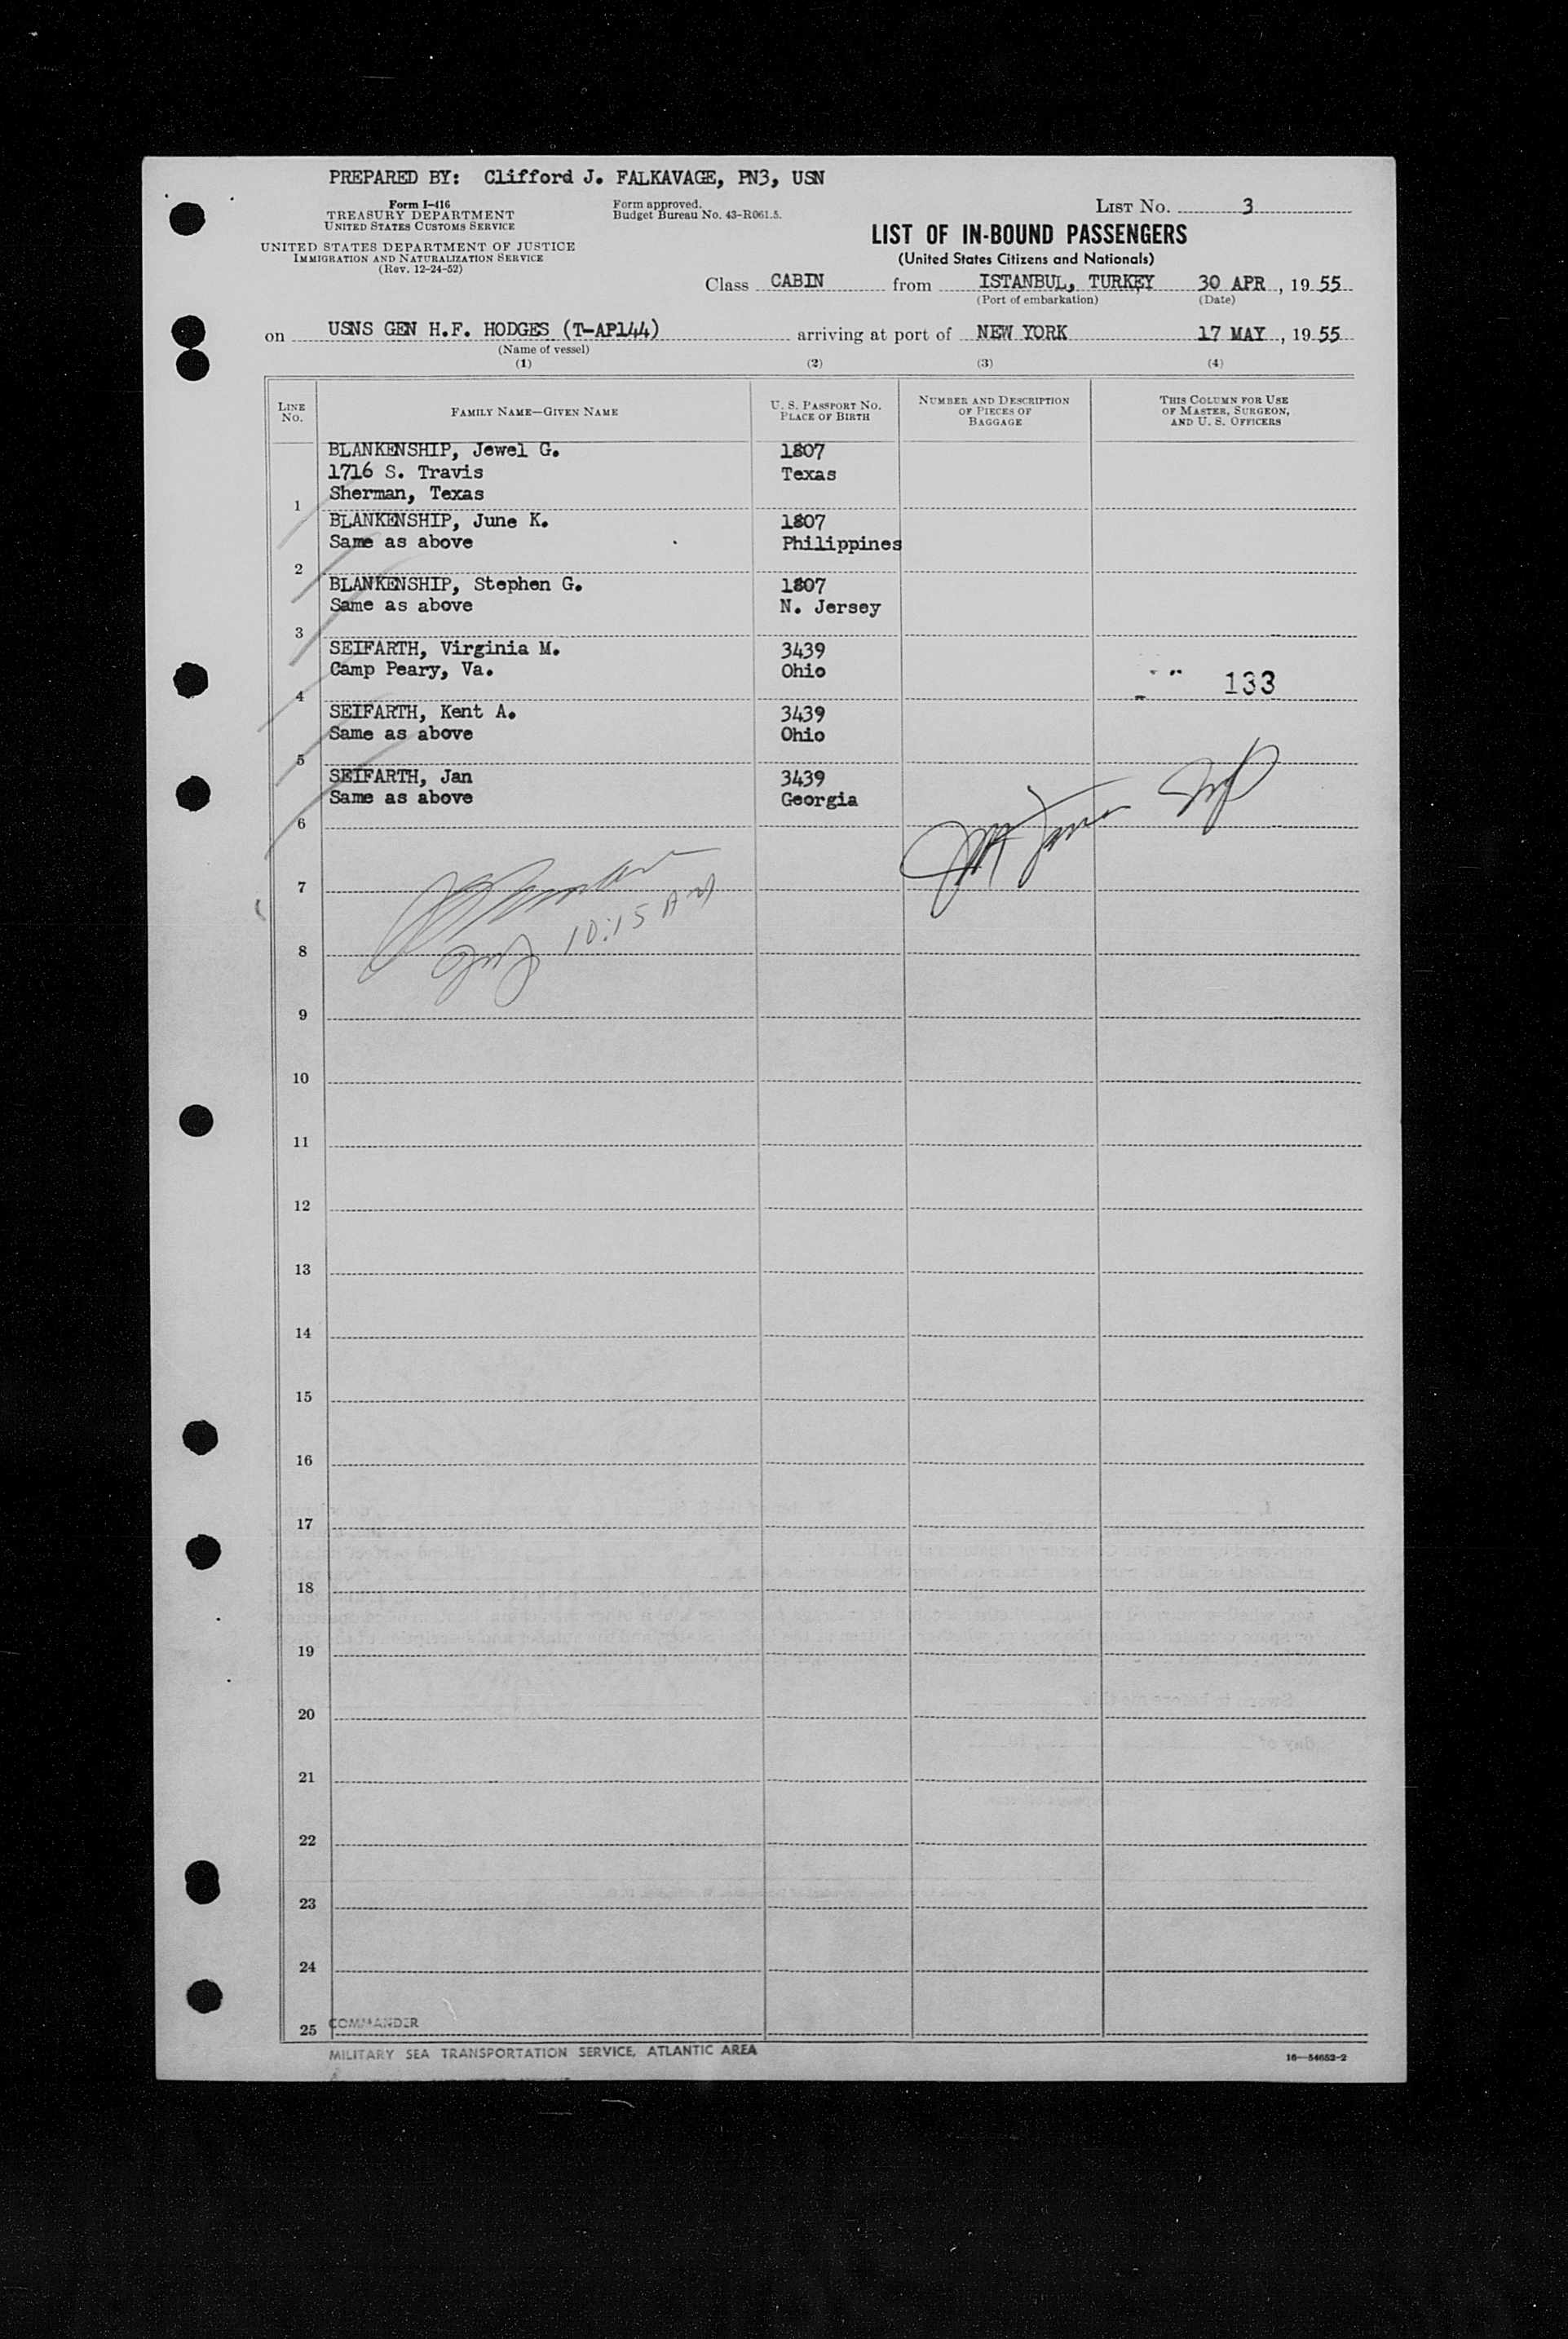 PREPARED BY: Clifford J. FALKAVAGE, PN3, USN
Form I-416
TREASURY DEPARTMENT
UNITED STATES CUSTOMS SERVICE
UNITED STATES DEPARTMENT OF JUSTICE
IMMIGRATION AND NATURALIZATION SERVICE
(Rev. 12-24-52)
Form approved.
Budget Bureau No. 43-R061.5.
LIST NO. 3
LIST OF IN-BOUND PASSENGERS
(United States Citizens and Nationals)
Class CABIN from ISTANBUL, TURKEY 30 APR , 19 55
(Port of embarkation) (Date)
on USNS GEN H.F. HODGES (T-AP144) arriving at port of NEW YORK 17 MAY , 19 55
(Name of vessel)
(1) (2) (3) (4)
LINE NO. FAMILY NAME—GIVEN NAME U. S. PASSPORT NO. PLACE OF BIRTH NUMBER AND DESCRIPTION OF PIECES OF BAGGAGE THIS COLUMN FOR USE OF MASTER, SURGEON, AND U. S. OFFICERS
BLANKENSHIP, Jewel G. 1807
1716 S. Travis Texas
Sherman, Texas
1
BLANKENSHIP, June K. 1807
Same as above Philippines
2
BLANKENSHIP, Stephen G. 1807
Same as above N. Jersey
3
SEIFARTH, Virginia M. 3439
Camp Peary, Va. Ohio
133
4
SEIFARTH, Kent A. 3439
Same as above Ohio
5
SEIFARTH, Jan 3439
Same as above Georgia
6
7
10:15 AM
8
9
10
11
12
13
14
15
16
17
18
19
20
21
22
23
24
25 COMMANDER
MILITARY SEA TRANSPORTATION SERVICE, ATLANTIC AREA
16—54652-2